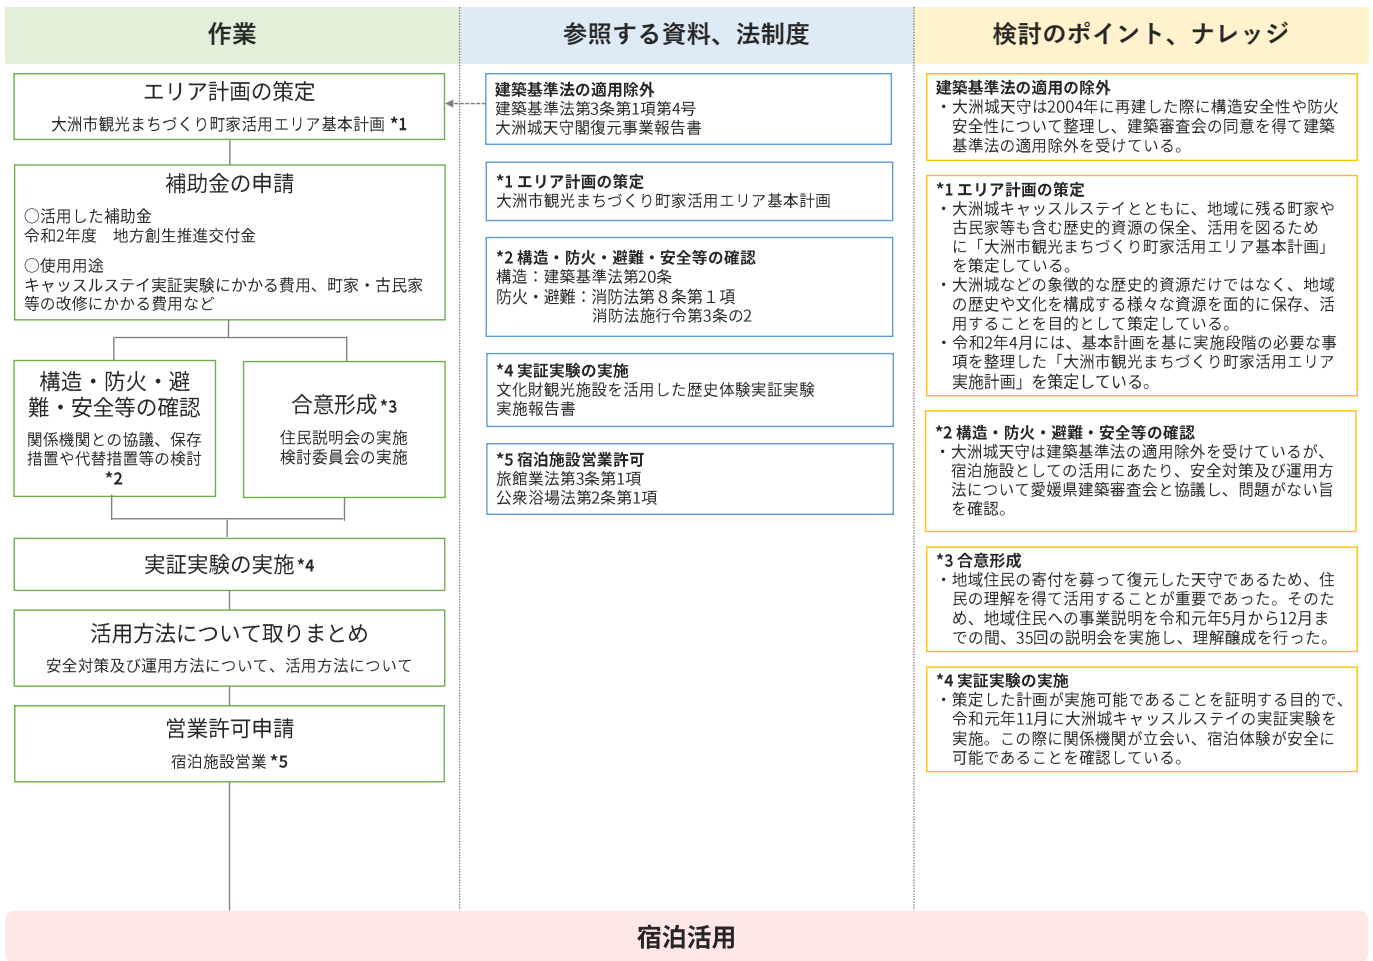 作業
エリア計画の策定
大洲市観光まちづくり町家活用エリア基本計画 *1
補助金の申請
○活用した補助金
令和2年度　地方創生推進交付金
○使用用途
キャッスルステイ実証実験にかかる費用、町家・古民家
等の改修にかかる費用など
構造・防火・避
難・安全等の確認
関係機関との協議、保存
措置や代替措置等の検討
*2
合意形成 *3
住民説明会の実施
検討委員会の実施
実証実験の実施 *4
活用方法について取りまとめ
安全対策及び運用方法について、活用方法について
営業許可申請
宿泊施設営業 *5
参照する資料、法制度
建築基準法の適用除外
建築基準法第3条第1項第4号
大洲城天守閣復元事業報告書
*1 エリア計画の策定
大洲市観光まちづくり町家活用エリア基本計画
*2 構造・防火・避難・安全等の確認
構造：建築基準法第20条
防火・避難：消防法第８条第１項
消防法施行令第3条の2
*4 実証実験の実施
文化財観光施設を活用した歴史体験実証実験
実施報告書
*5 宿泊施設営業許可
旅館業法第3条第1項
公衆浴場法第2条第1項
検討のポイント、ナレッジ
建築基準法の適用の除外
・大洲城天守は2004年に再建した際に構造安全性や防火
安全性について整理し、建築審査会の同意を得て建築
基準法の適用除外を受けている。
*1 エリア計画の策定
・大洲城キャッスルステイとともに、地域に残る町家や
古民家等も含む歴史的資源の保全、活用を図るため
に「大洲市観光まちづくり町家活用エリア基本計画」
を策定している。
・大洲城などの象徴的な歴史的資源だけではなく、地域
の歴史や文化を構成する様々な資源を面的に保存、活
用することを目的として策定している。
・令和2年4月には、基本計画を基に実施段階の必要な事
項を整理した「大洲市観光まちづくり町家活用エリア
実施計画」を策定している。
*2 構造・防火・避難・安全等の確認
・大洲城天守は建築基準法の適用除外を受けているが、
宿泊施設としての活用にあたり、安全対策及び運用方
法について愛媛県建築審査会と協議し、問題がない旨
を確認。
*3 合意形成
・地域住民の寄付を募って復元した天守であるため、住
民の理解を得て活用することが重要であった。そのた
め、地域住民への事業説明を令和元年5月から12月ま
での間、35回の説明会を実施し、理解醸成を行った。
*4 実証実験の実施
・策定した計画が実施可能であることを証明する目的で、
令和元年11月に大洲城キャッスルステイの実証実験を
実施。この際に関係機関が立会い、宿泊体験が安全に
可能であることを確認している。
宿泊活用